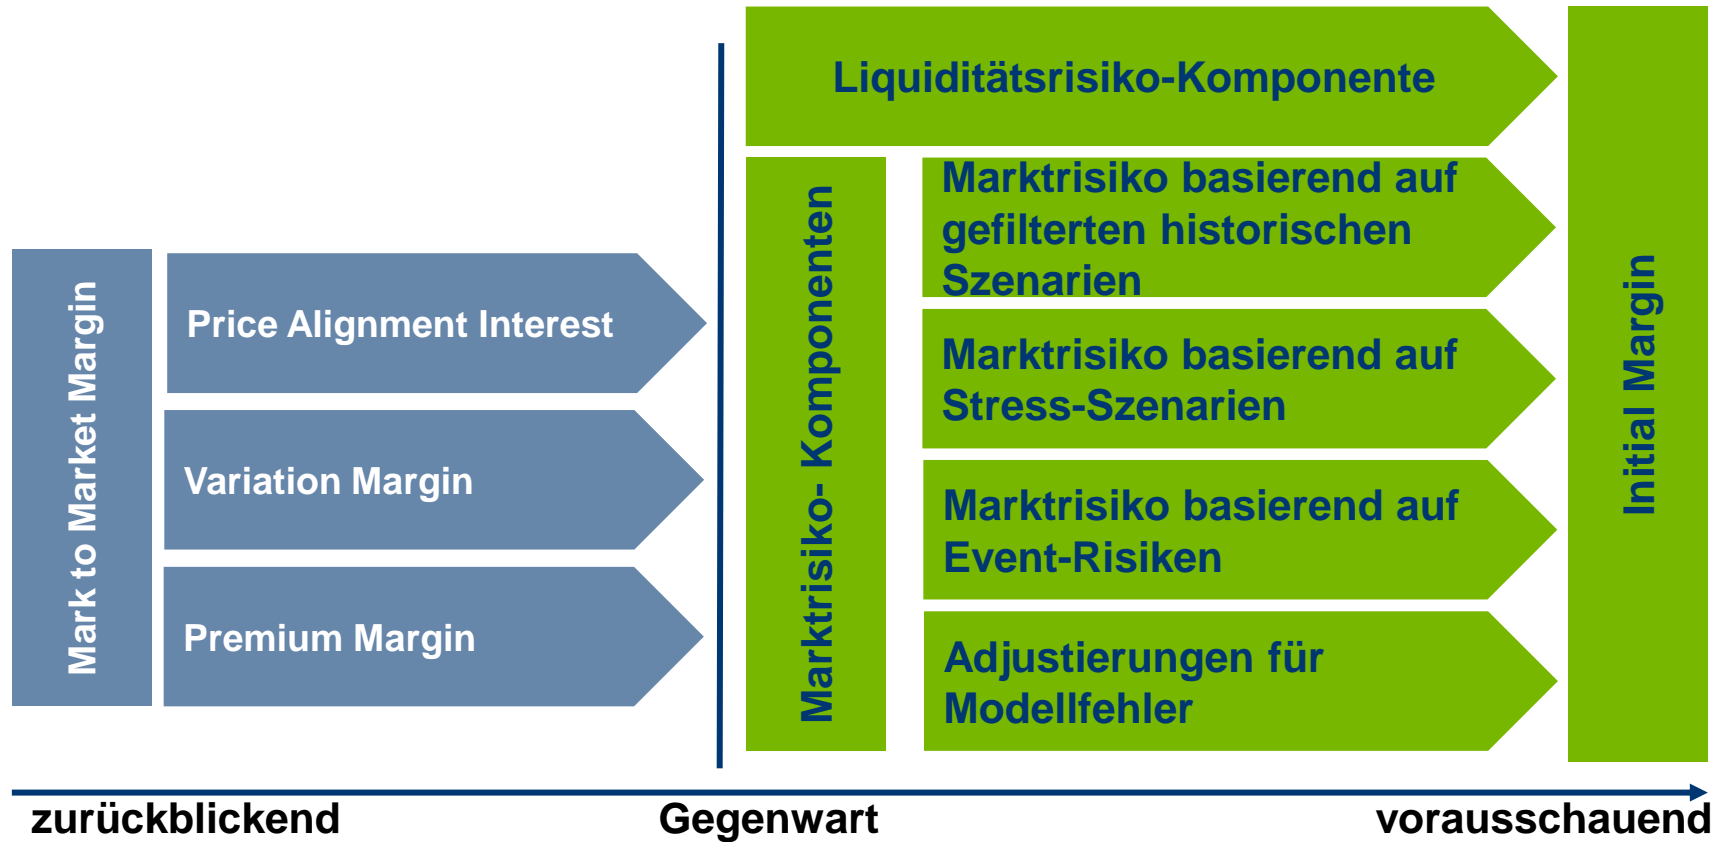 Mark to Market Margin
Price Alignment Interest
Variation Margin
Premium Margin
Liquiditätsrisiko-Komponente
Marktrisiko- Komponenten
Marktrisiko basierend auf
gefilterten historischen
Szenarien
Marktrisiko basierend auf
Stress-Szenarien
Marktrisiko basierend auf
Event-Risiken
Adjustierungen für
Modellfehler
Initial Margin
zurückblickend
Gegenwart
vorausschauend